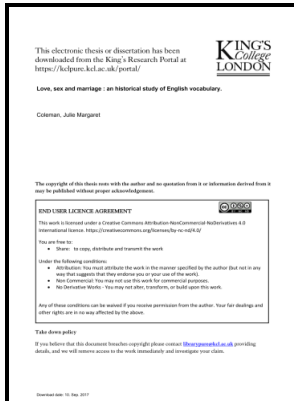 This electronic thesis or dissertation has been
downloaded from the King's Research Portal at
https://kclpure.kcl.ac.uk/portal/
KING'S
College
LONDON
Love, sex and marriage : an historical study of English vocabulary.
Coleman, Julie Margaret
The copyright of this thesis rests with the author and no quotation from it or information derived from it
may be published without proper acknowledgement.
END USER LICENCE AGREEMENT
This work is licensed under a Creative Commons Attribution-NonCommercial-NoDerivatives 4.0
International licence. https://creativecommons.org/licenses/by-nc-nd/4.0/
You are free to:
• Share: to copy, distribute and transmit the work
Under the following conditions:
• Attribution: You must attribute the work in the manner specified by the author (but not in any
way that suggests that they endorse you or your use of the work).
• Non Commercial: You may not use this work for commercial purposes.
• No Derivative Works - You may not alter, transform, or build upon this work.
Any of these conditions can be waived if you receive permission from the author. Your fair dealings and
other rights are in no way affected by the above.
Take down policy
If you believe that this document breaches copyright please contact librarypure@kcl.ac.uk providing
details, and we will remove access to the work immediately and investigate your claim.
Download date: 10. Sep. 2017